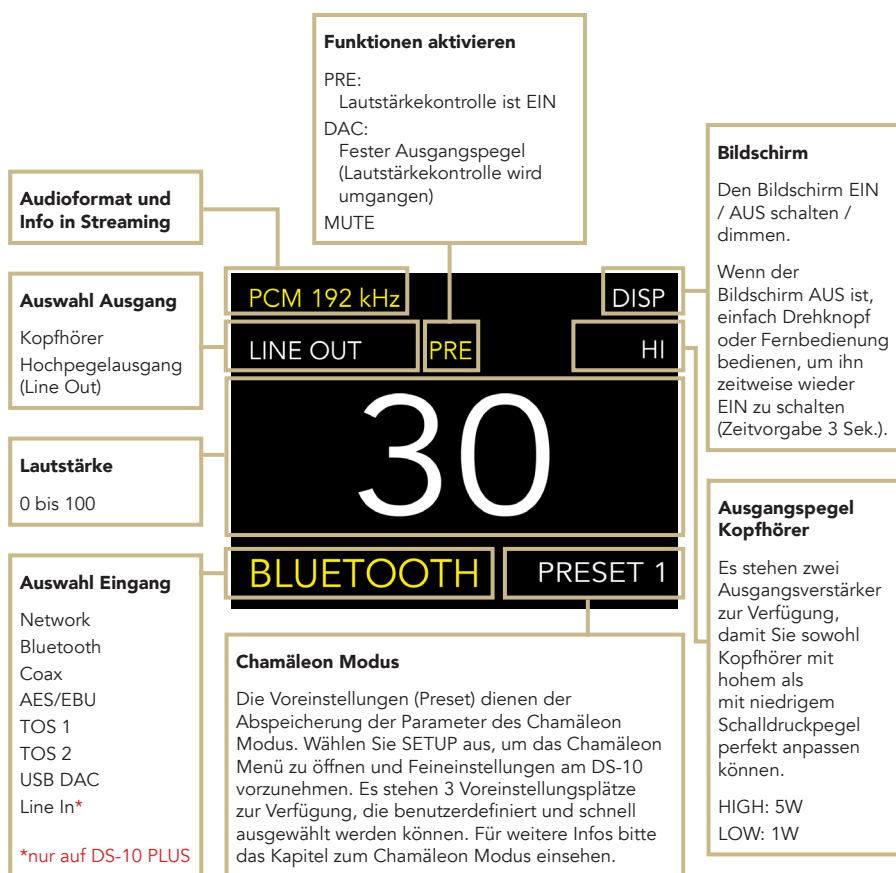 Funktionen aktivieren
PRE:
Lautstärkekontrolle ist EIN
DAC:
Fester Ausgangspegel
(Lautstärkekontrolle wird
umgangen)
MUTE
Audioformat und
Info in Streaming
Auswahl Ausgang
Kopfhörer
Hochpegelausgang
(Line Out)
Lautstärke
0 bis 100
Auswahl Eingang
Network
Bluetooth
Coax
AES/EBU
TOS 1
TOS 2
USB DAC
Line In*
*nur auf DS-10 PLUS
PCM 192 kHz
DISP
LINE OUT
PRE
HI
30
BLUETOOTH
PRESET 1
Chamäleon Modus
Die Voreinstellungen (Preset) dienen der
Abspeicherung der Parameter des Chamäleon
Modus. Wählen Sie SETUP aus, um das Chamäleon
Menü zu öffnen und Feineinstellungen am DS-10
vorzunehmen. Es stehen 3 Voreinstellungsplätze
zur Verfügung, die benutzerdefiniert und schnell
ausgewählt werden können. Für weitere Infos bitte
das Kapitel zum Chamäleon Modus einsehen.
Bildschirm
Den Bildschirm EIN
/ AUS schalten /
dimmen.
Wenn der
Bildschirm AUS ist,
einfach Drehknopf
oder Fernbedienung
bedienen, um ihn
zeitweise wieder
EIN zu schalten
(Zeitvorgabe 3 Sek.).
Ausgangspegel
Kopfhörer
Es stehen zwei
Ausgangsverstärker
zur Verfügung,
damit Sie sowohl
Kopfhörer mit
hohem als
mit niedrigem
Schalldruckpegel
perfekt anpassen
können.
HIGH: 5W
LOW: 1W